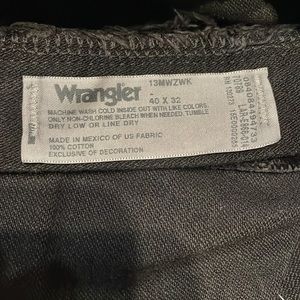 Wrangler
13MWZWK
-
40 X 32
MACHINE WASH COLD INSIDE OUT WITH LIKE COLORS.
ONLY NON-CHLORINE BLEACH WHEN NEEDED. TUMBLE
DRY LOW OR LINE DRY
MADE IN MEXICO OF US FABRIC
100% COTTON
EXCLUSIVE OF DECORATION